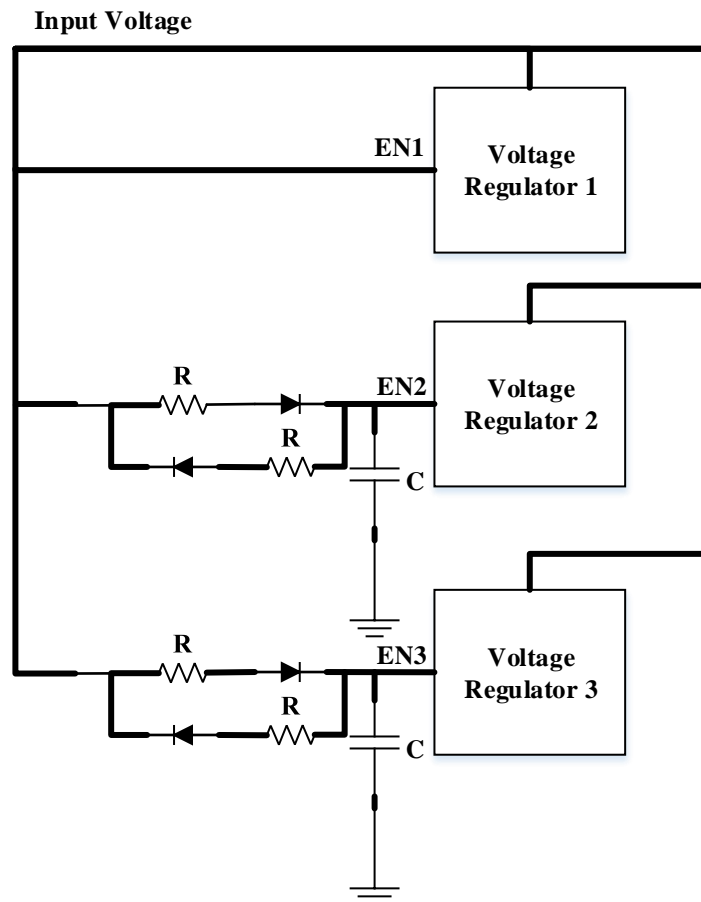 Input Voltage
EN1
Voltage
Regulator 1
R
EN2
Voltage
Regulator 2
R
C
R
EN3
Voltage
Regulator 3
R
C